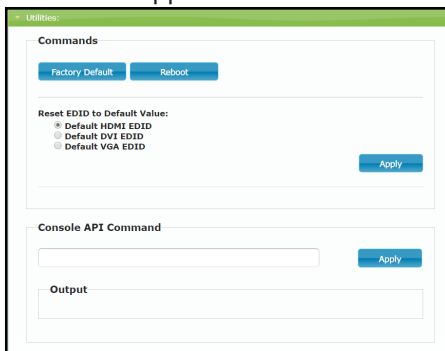 Utilities:
Commands
Factory Default Reboot
Reset EDID to Default Value:
Default HDMI EDID
Default DVI EDID
Default VGA EDID
Apply
Console API Command
Apply
Output